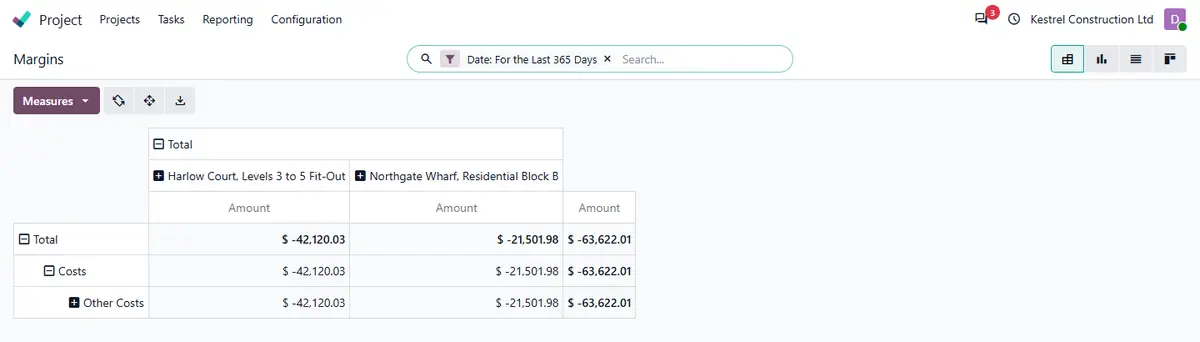 Project Projects Tasks Reporting Configuration 3 Kestrel Construction Ltd D
Margins Date: For the Last 365 Days × Search...
Measures
Total
Harlow Court, Levels 3 to 5 Fit-Out Northgate Wharf, Residential Block B
Amount Amount Amount
Total $ -42,120.03 $ -21,501.98 $ -63,622.01
Costs $ -42,120.03 $ -21,501.98 $ -63,622.01
Other Costs $ -42,120.03 $ -21,501.98 $ -63,622.01